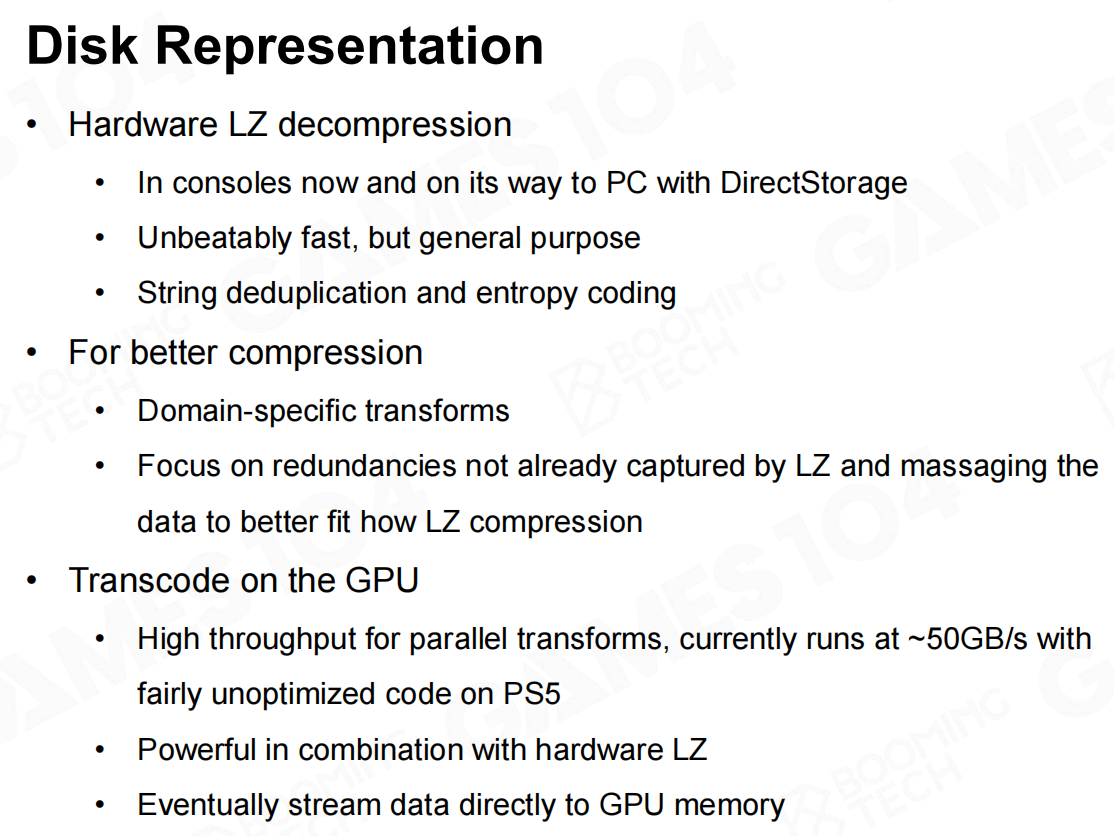 Disk Representation
• Hardware LZ decompression
• In consoles now and on its way to PC with DirectStorage
• Unbeatably fast, but general purpose
• String deduplication and entropy coding
• For better compression
• Domain-specific transforms
• Focus on redundancies not already captured by LZ and massaging the
data to better fit how LZ compression
• Transcode on the GPU
• High throughput for parallel transforms, currently runs at ~50GB/s with
fairly unoptimized code on PS5
• Powerful in combination with hardware LZ
• Eventually stream data directly to GPU memory
GAMES 104
BOOMING
TECH